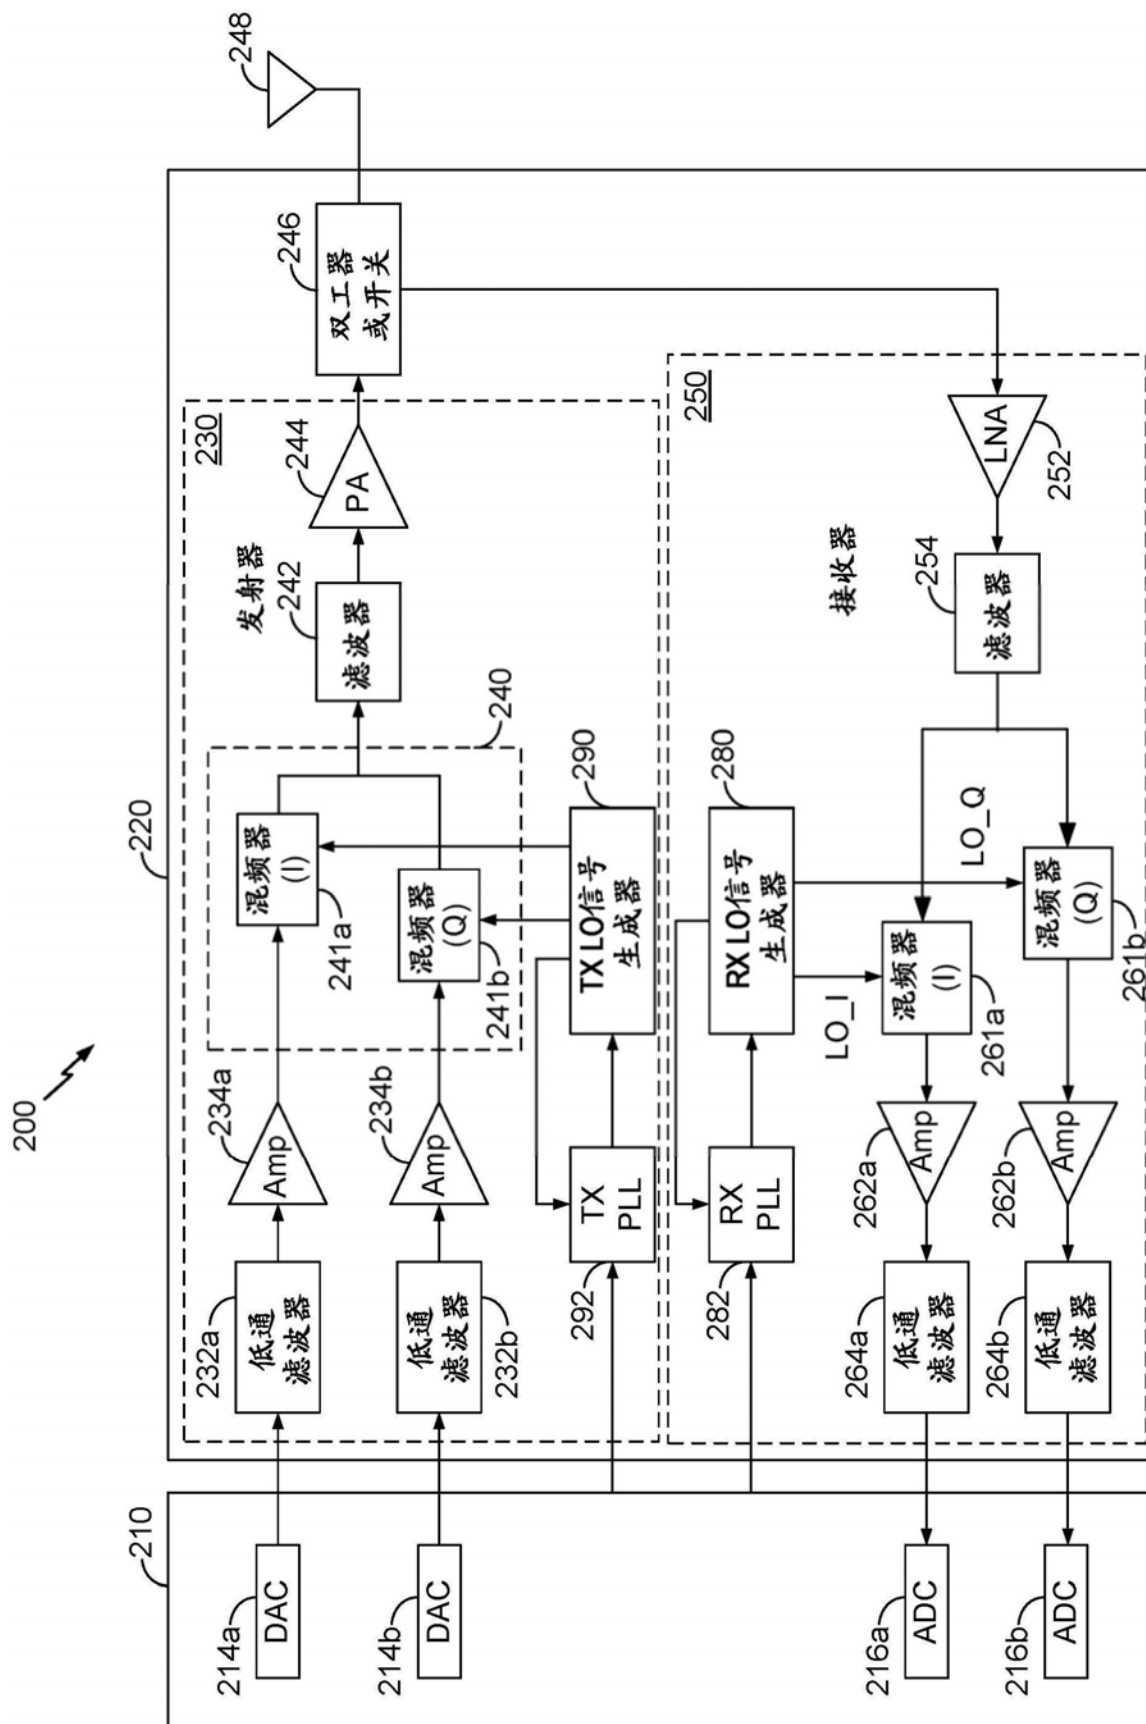 200
220
248
246
双工器
或开关
230
244
PA
发射器
242
滤波器
240
混频器
(I)
241a
混频器
(Q)
241b
234a
Amp
234b
Amp
232a
低通
滤波器
232b
低通
滤波器
290
TX LO信号
生成器
292
TX
PLL
250
LNA
252
接收器
254
滤波器
280
RX LO信号
生成器
282
RX
PLL
LO_I
LO_Q
混频器
(I)
261a
混频器
(Q)
261b
262a
Amp
262b
Amp
264a
低通
滤波器
264b
低通
滤波器
210
214a
DAC
214b
DAC
216a
ADC
216b
ADC